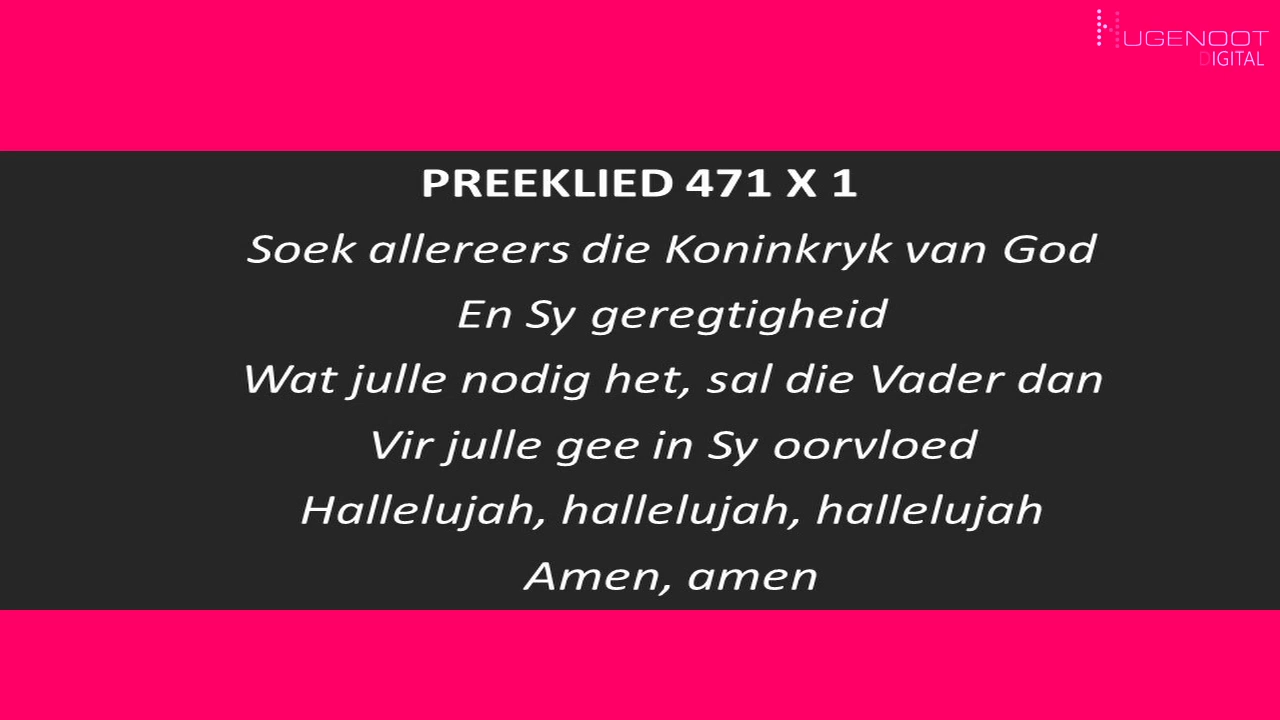 HUGENOOT
DIGITAL
PREEKLIED 471 X 1
Soek allereers die Koninkryk van God
En Sy geregtigheid
Wat julle nodig het, sal die Vader dan
Vir julle gee in Sy oorvloed
Hallelujah, hallelujah, hallelujah
Amen, amen